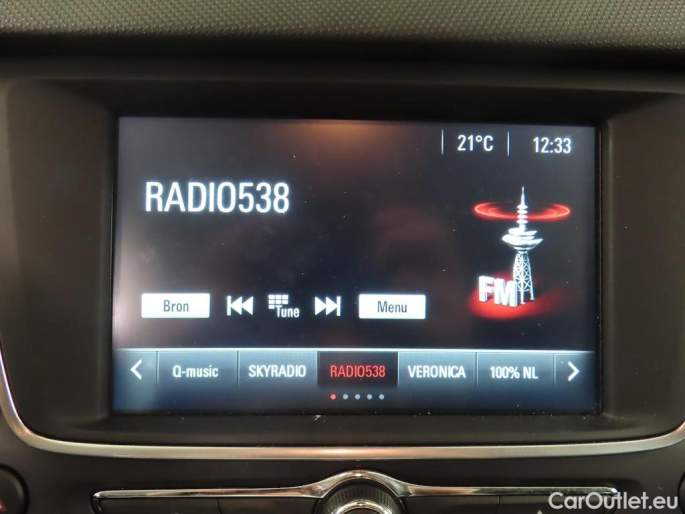 21°C 12:33
RADIO538
FM
Bron Tune Menu
Q-music SKYRADIO RADIO538 VERONICA 100% NL
CarOutlet.eu